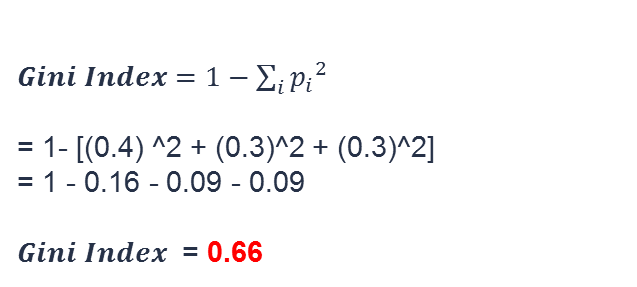 Gini Index = 1 − ∑ᵢ pᵢ²
= 1- [(0.4) ^2 + (0.3)^2 + (0.3)^2]
= 1 - 0.16 - 0.09 - 0.09
Gini Index = 0.66